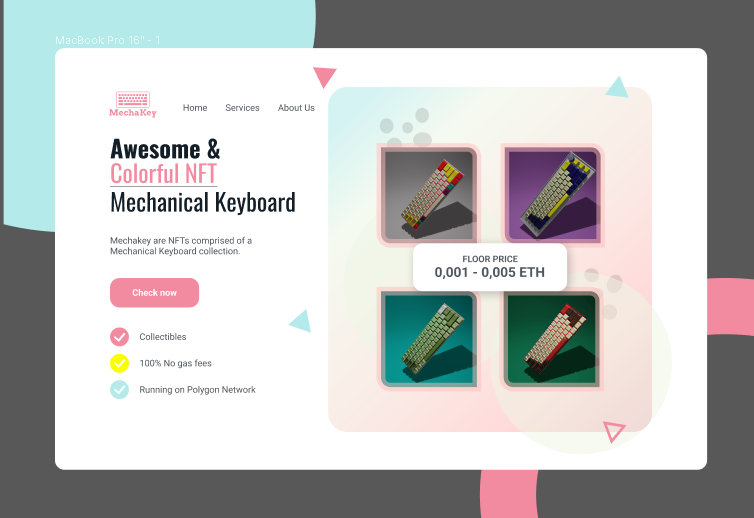 MacBook Pro 16" - 1
MechaKey
Home Services About Us
Awesome &
Colorful NFT
Mechanical Keyboard
Mechakey are NFTs comprised of a
Mechanical Keyboard collection.
Check now
Collectibles
100% No gas fees
Running on Polygon Network
FLOOR PRICE
0,001 - 0,005 ETH